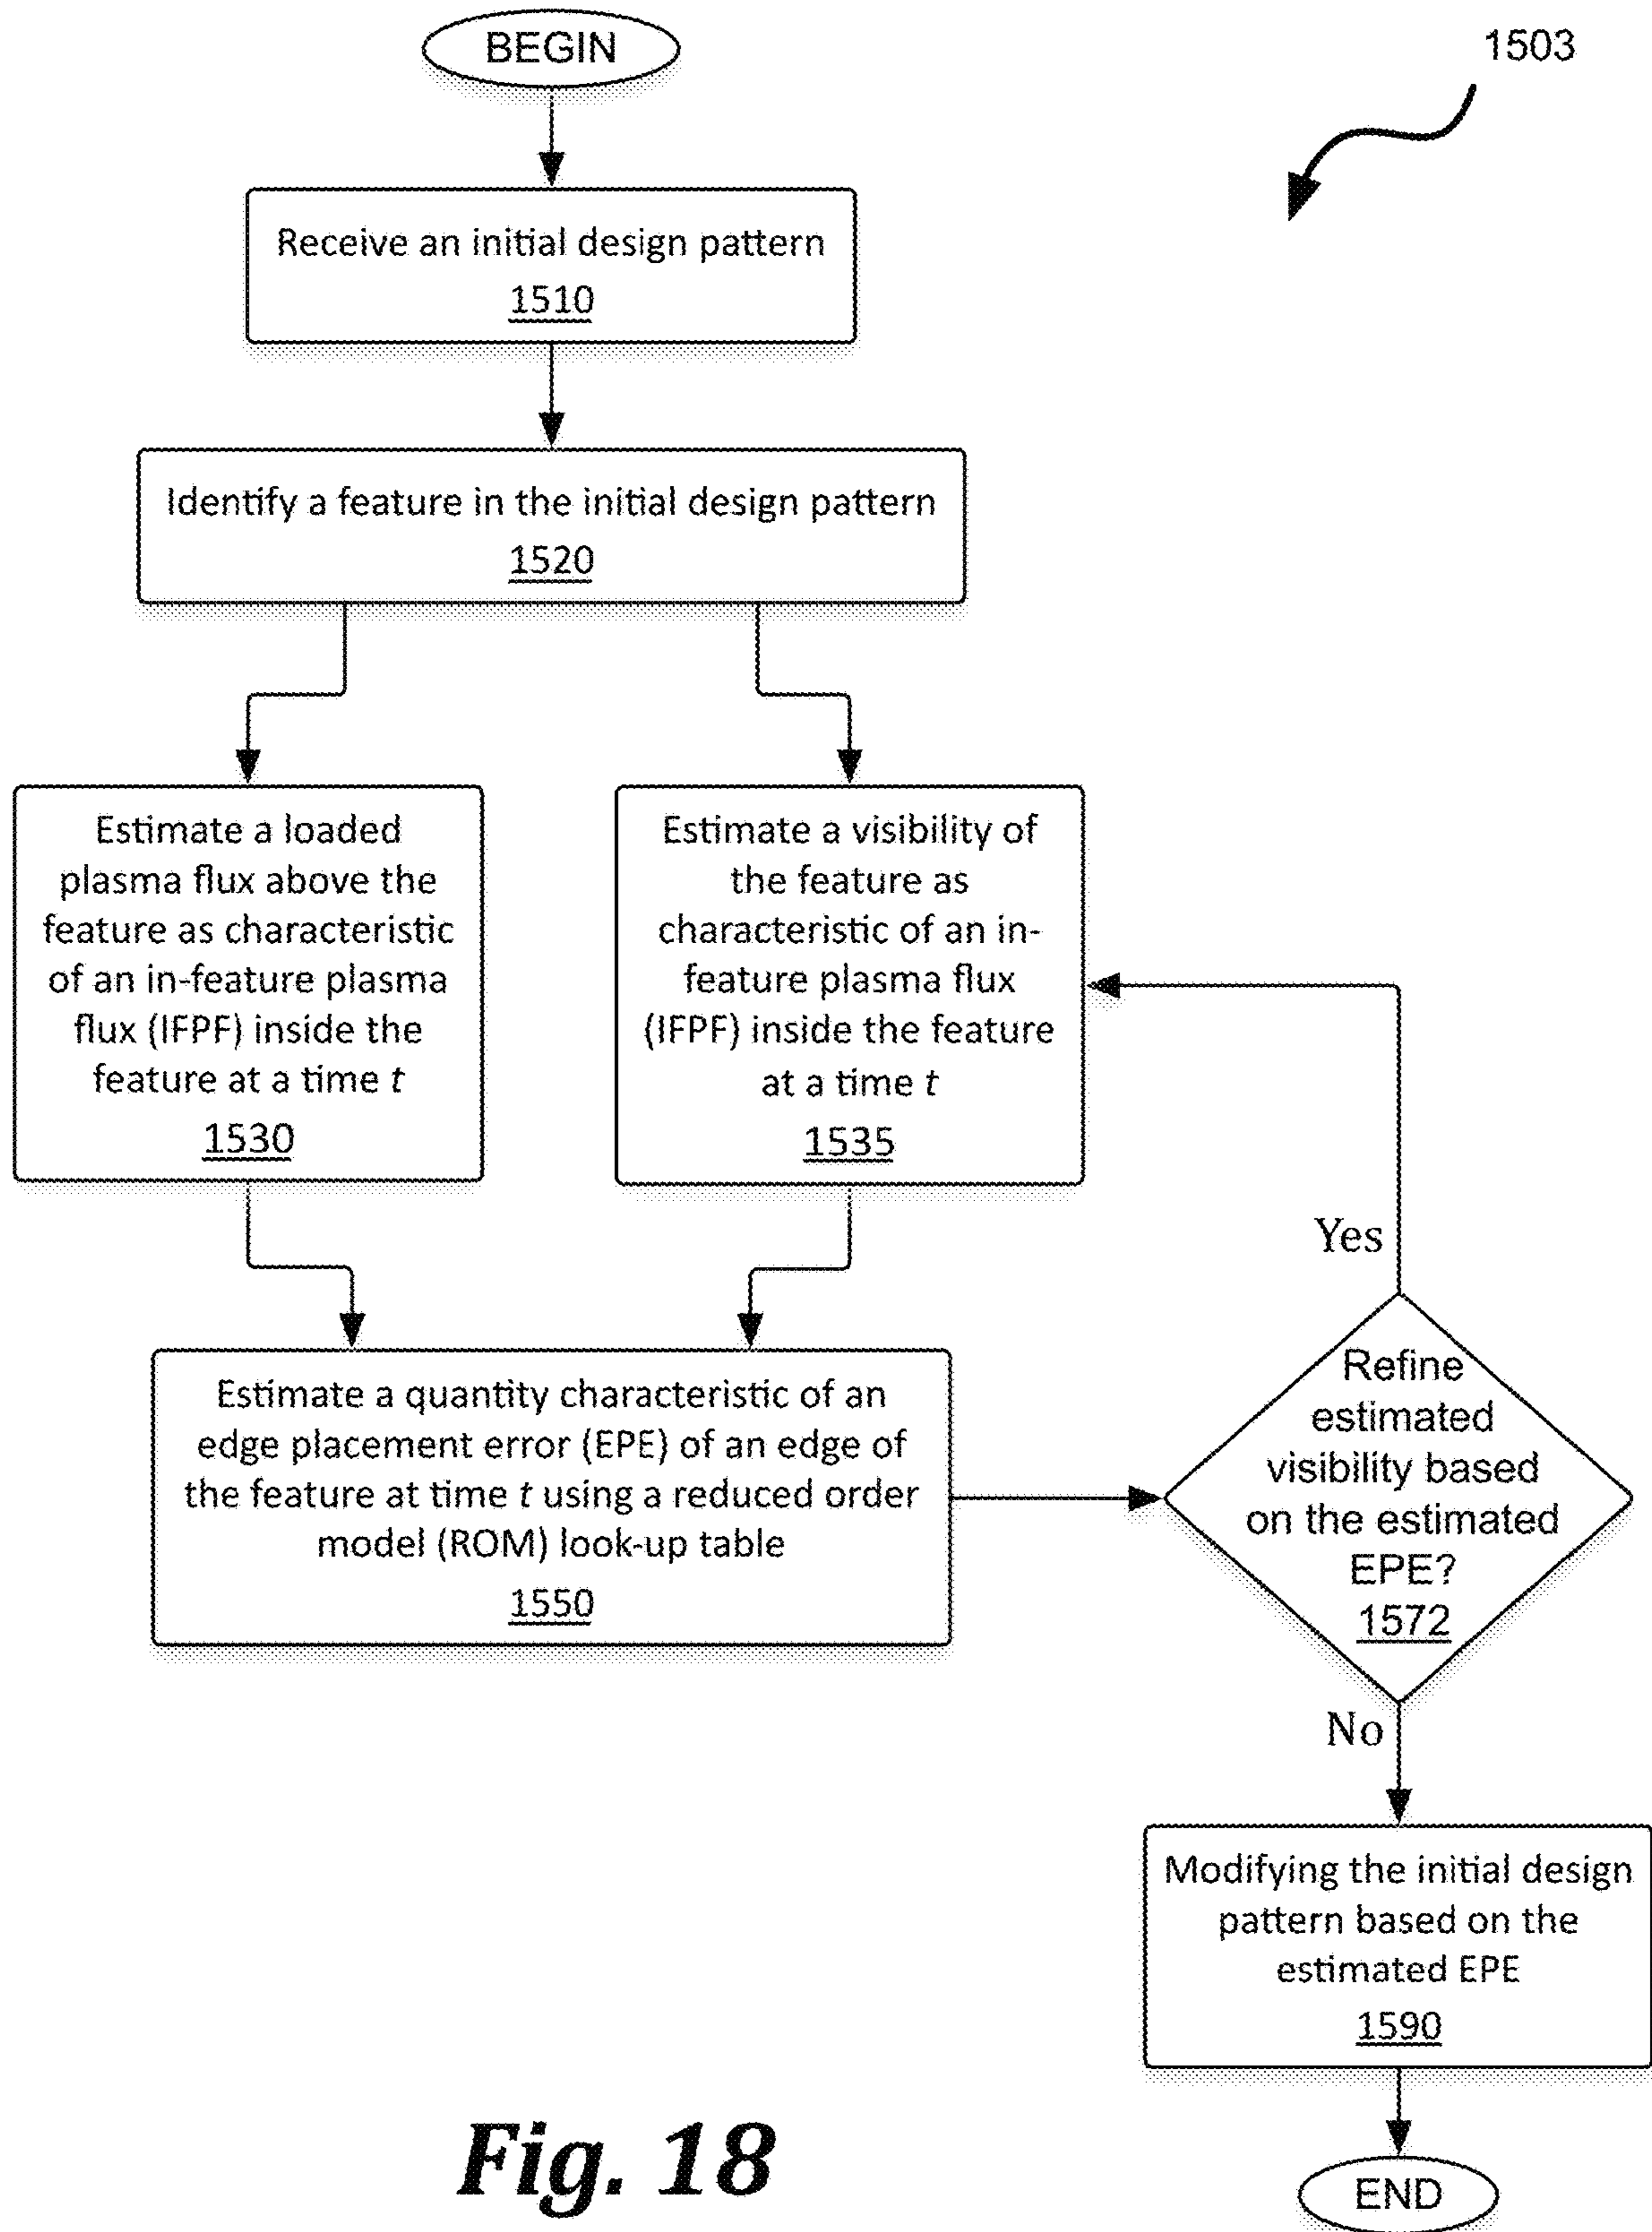 BEGIN
1503
Receive an initial design pattern
1510
Identify a feature in the initial design pattern
1520
Estimate a loaded
plasma flux above the
feature as characteristic
of an in-feature plasma
flux (IFPF) inside the
feature at a time t
1530
Estimate a visibility of
the feature as
characteristic of an in-
feature plasma flux
(IFPF) inside the feature
at a time t
1535
Estimate a quantity characteristic of an
edge placement error (EPE) of an edge of
the feature at time t using a reduced order
model (ROM) look-up table
1550
Yes
Refine
estimated
visibility based
on the estimated
EPE?
1572
No
Modifying the initial design
pattern based on the
estimated EPE
1590
END
Fig. 18